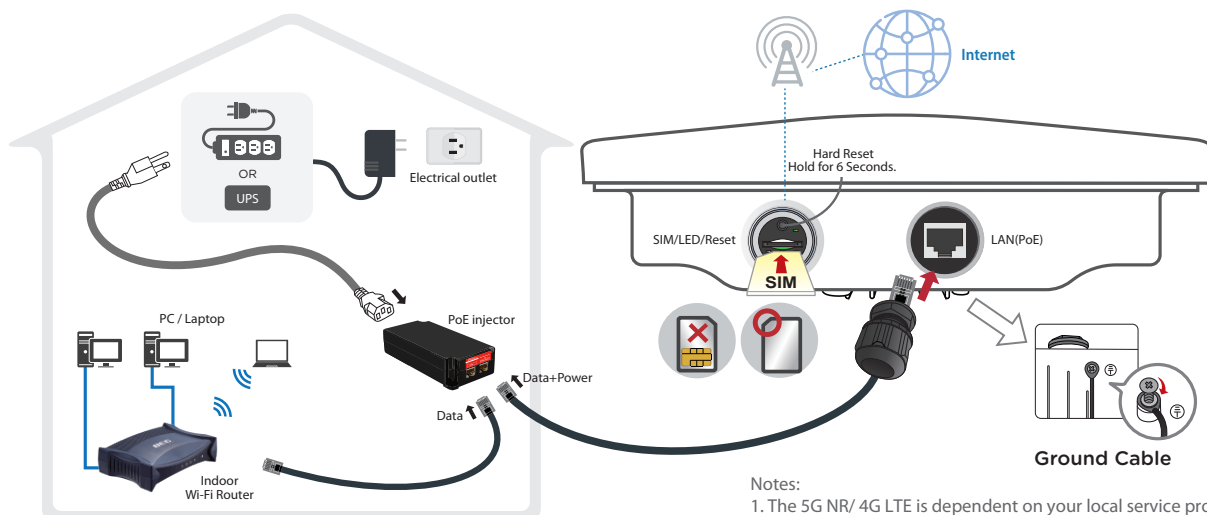 Internet
OR
UPS
Electrical outlet
Hard Reset
Hold for 6 Seconds.
SIM/LED/Reset
LAN(PoE)
SIM
PC / Laptop
PoE injector
Data+Power
Data
Indoor
Wi-Fi Router
Ground Cable
Notes:
1. The 5G NR/ 4G LTE is dependent on your local service pro